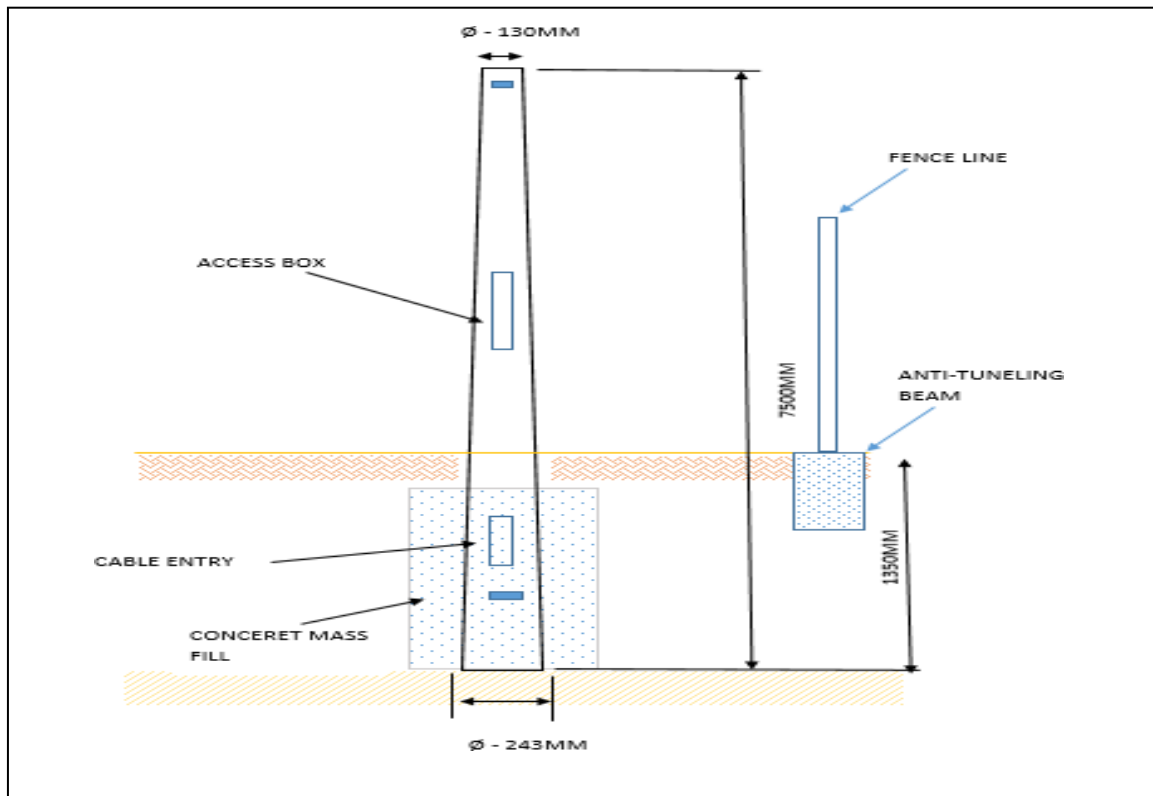 Ø - 130MM
FENCE LINE
ACCESS BOX
ANTI-TUNELING
BEAM
7500MM
1350MM
CABLE ENTRY
CONCERET MASS
FILL
Ø - 243MM